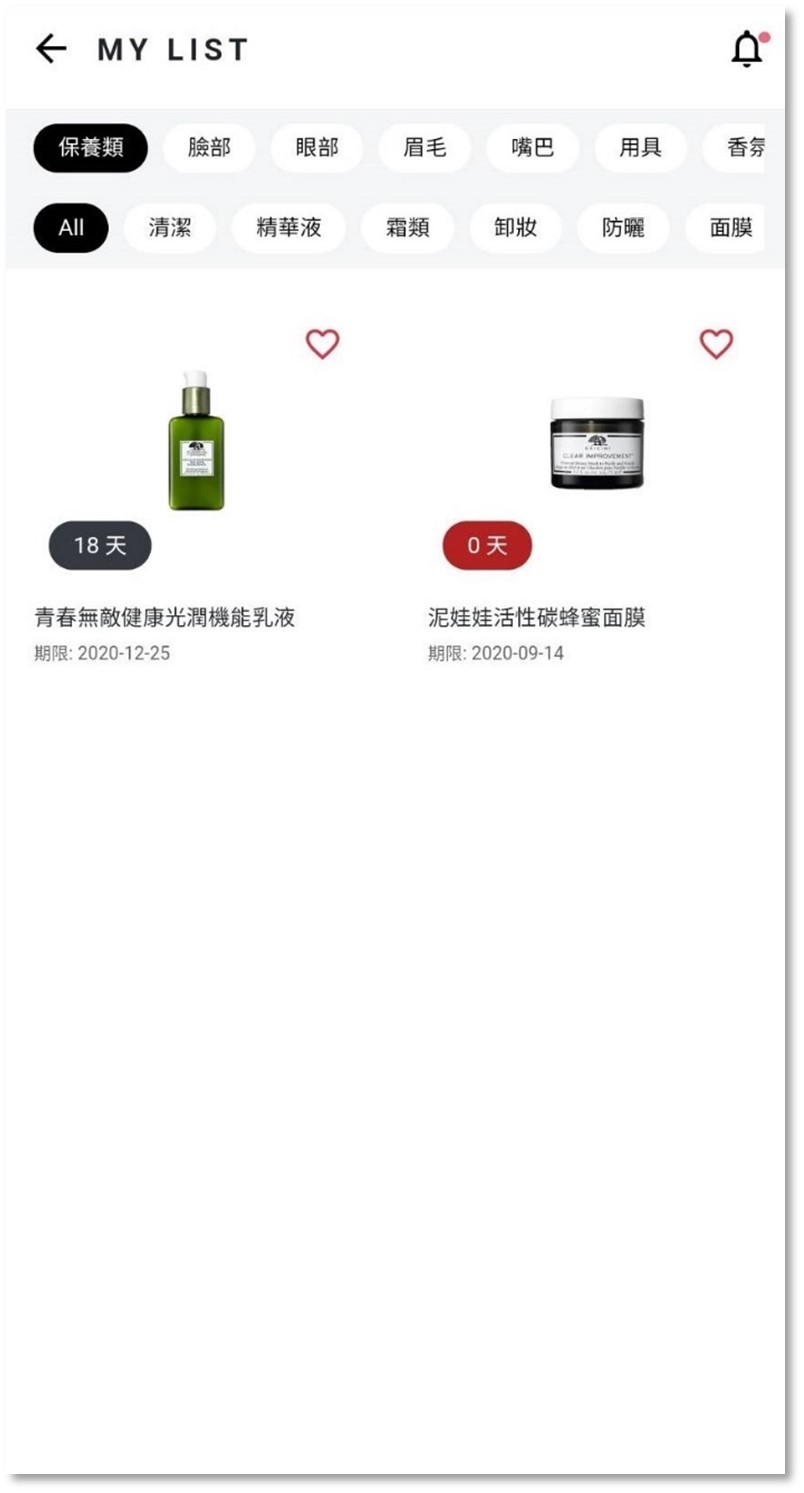 MY LIST
保養類 臉部 眼部 眉毛 嘴巴 用具 香氛
All 清潔 精華液 霜類 卸妝 防曬 面膜
ORIGINS
CLEAR IMPROVEMENT
18 天 0 天
青春無敵健康光潤機能乳液 泥娃娃活性碳蜂蜜面膜
期限: 2020-12-25 期限: 2020-09-14